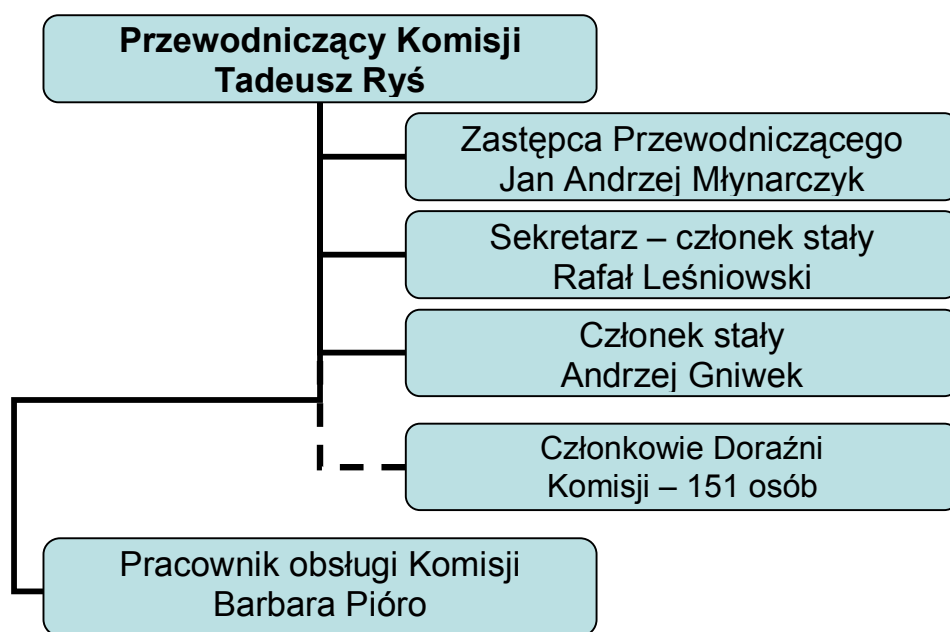 Przewodniczący Komisji
Tadeusz Ryś
Zastępca Przewodniczącego
Jan Andrzej Młynarczyk
Sekretarz – członek stały
Rafał Leśniowski
Członek stały
Andrzej Gniwek
Członkowie Doraźni
Komisji – 151 osób
Pracownik obsługi Komisji
Barbara Pióro